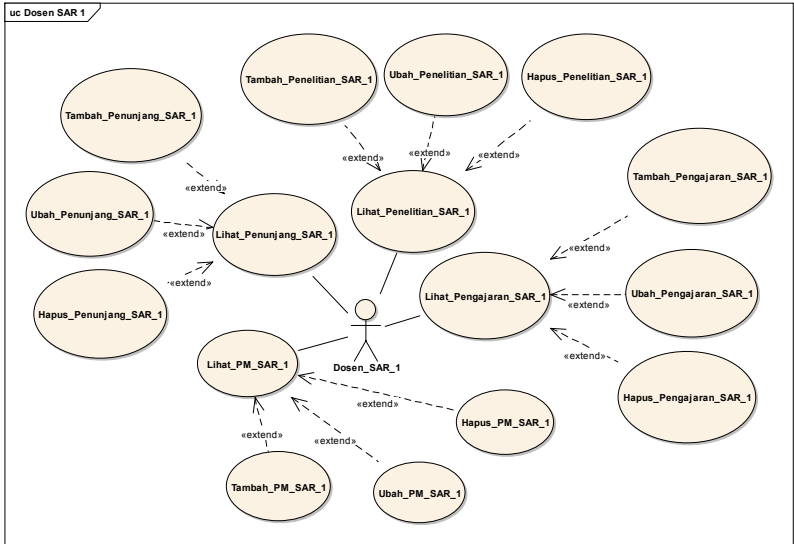 uc Dosen SAR 1
Tambah_Penelitian_SAR_1
Ubah_Penelitian_SAR_1
Hapus_Penelitian_SAR_1
Tambah_Penunjang_SAR_1
«extend»
«extend»
«extend»
Tambah_Pengajaran_SAR_1
«extend»
Ubah_Penunjang_SAR_1
Lihat_Penelitian_SAR_1
«extend»
Lihat_Penunjang_SAR_1
«extend»
«extend»
Hapus_Penunjang_SAR_1
Lihat_Pengajaran_SAR_1
«extend»
Ubah_Pengajaran_SAR_1
«extend»
Lihat_PM_SAR_1
Dosen_SAR_1
Hapus_Pengajaran_SAR_1
«extend»
Hapus_PM_SAR_1
«extend»
«extend»
Tambah_PM_SAR_1
Ubah_PM_SAR_1